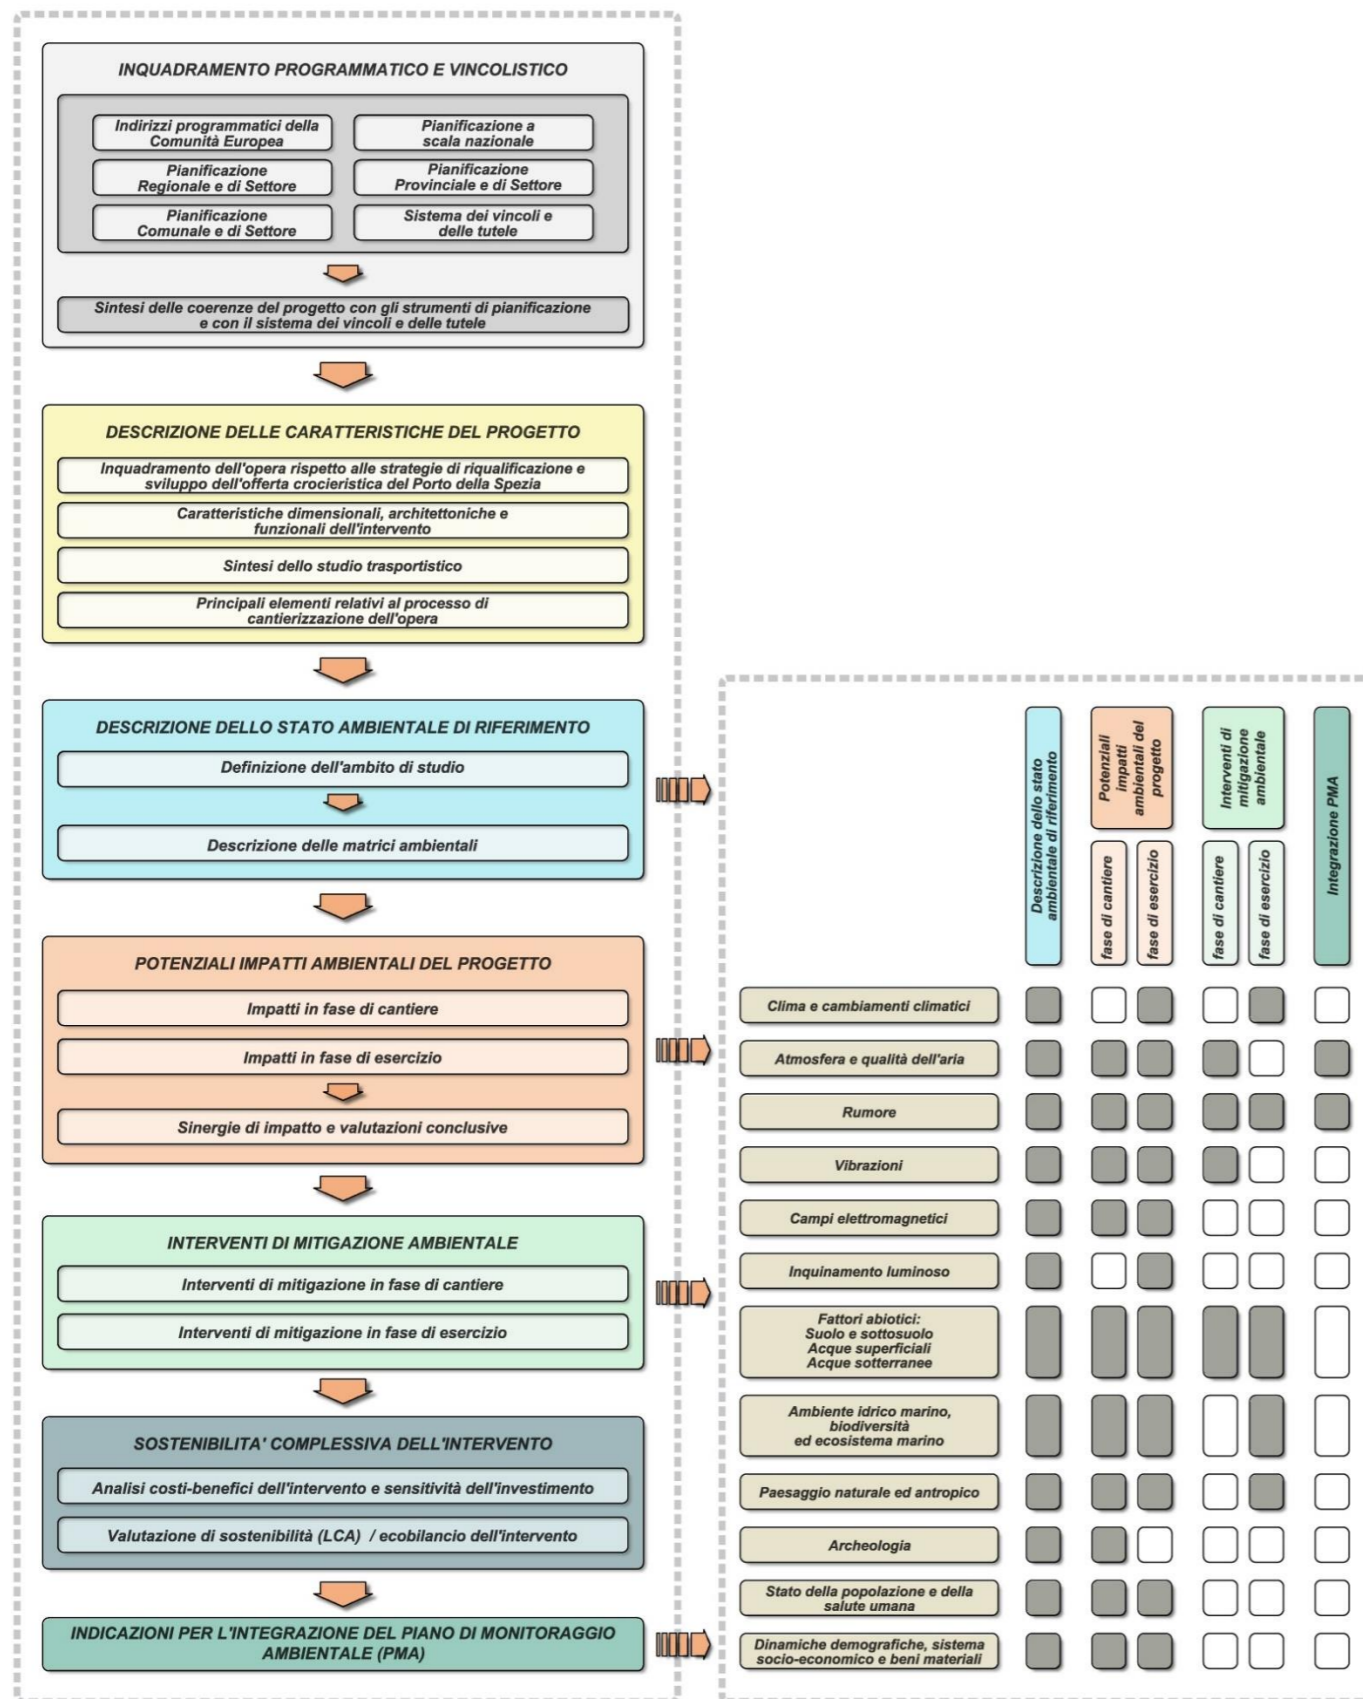 INQUADRAMENTO PROGRAMMATICO E VINCOLISTICO
Indirizzi programmatici della
Comunità Europea
Pianificazione a
scala nazionale
Pianificazione
Regionale e di Settore
Pianificazione
Provinciale e di Settore
Pianificazione
Comunale e di Settore
Sistema dei vincoli e
delle tutele
Sintesi delle coerenze del progetto con gli strumenti di pianificazione
e con il sistema dei vincoli e delle tutele
DESCRIZIONE DELLE CARATTERISTICHE DEL PROGETTO
Inquadramento dell'opera rispetto alle strategie di riqualificazione e
sviluppo dell'offerta crocieristica del Porto della Spezia
Caratteristiche dimensionali, architettoniche e
funzionali dell'intervento
Sintesi dello studio trasportistico
Principali elementi relativi al processo di
cantierizzazione dell'opera
DESCRIZIONE DELLO STATO AMBIENTALE DI RIFERIMENTO
Definizione dell'ambito di studio
Descrizione delle matrici ambientali
POTENZIALI IMPATTI AMBIENTALI DEL PROGETTO
Impatti in fase di cantiere
Impatti in fase di esercizio
Sinergie di impatto e valutazioni conclusive
INTERVENTI DI MITIGAZIONE AMBIENTALE
Interventi di mitigazione in fase di cantiere
Interventi di mitigazione in fase di esercizio
SOSTENIBILITA' COMPLESSIVA DELL'INTERVENTO
Analisi costi-benefici dell'intervento e sensitività dell'investimento
Valutazione di sostenibilità (LCA) / ecobilancio dell'intervento
INDICAZIONI PER L'INTEGRAZIONE DEL PIANO DI MONITORAGGIO
AMBIENTALE (PMA)
Descrizione dello stato
ambientale di riferimento
Potenziali
impatti
ambientali del
progetto
fase di cantiere
fase di esercizio
Interventi di
mitigazione
ambientale
fase di cantiere
fase di esercizio
Integrazione PMA
Clima e cambiamenti climatici
Atmosfera e qualità dell'aria
Rumore
Vibrazioni
Campi elettromagnetici
Inquinamento luminoso
Fattori abiotici:
Suolo e sottosuolo
Acque superficiali
Acque sotterranee
Ambiente idrico marino,
biodiversità
ed ecosistema marino
Paesaggio naturale ed antropico
Archeologia
Stato della popolazione e della
salute umana
Dinamiche demografiche, sistema
socio-economico e beni materiali